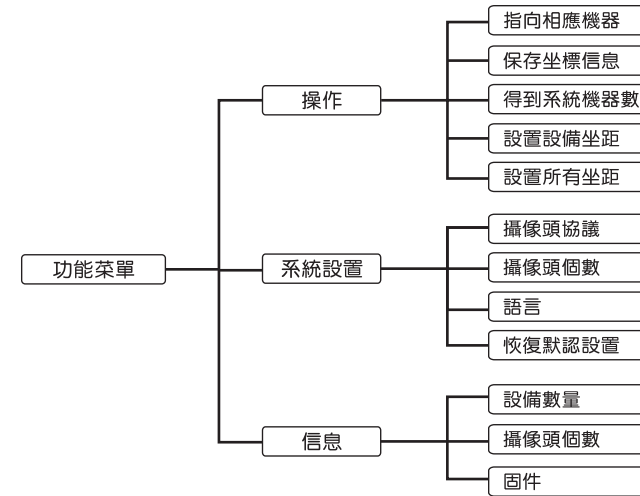 功能菜單
操作
指向相應機器
保存坐標信息
得到系統機器數
設置設備坐距
設置所有坐距
系統設置
攝像頭協議
攝像頭個數
語言
恢復默認設置
信息
設備數量
攝像頭個數
固件